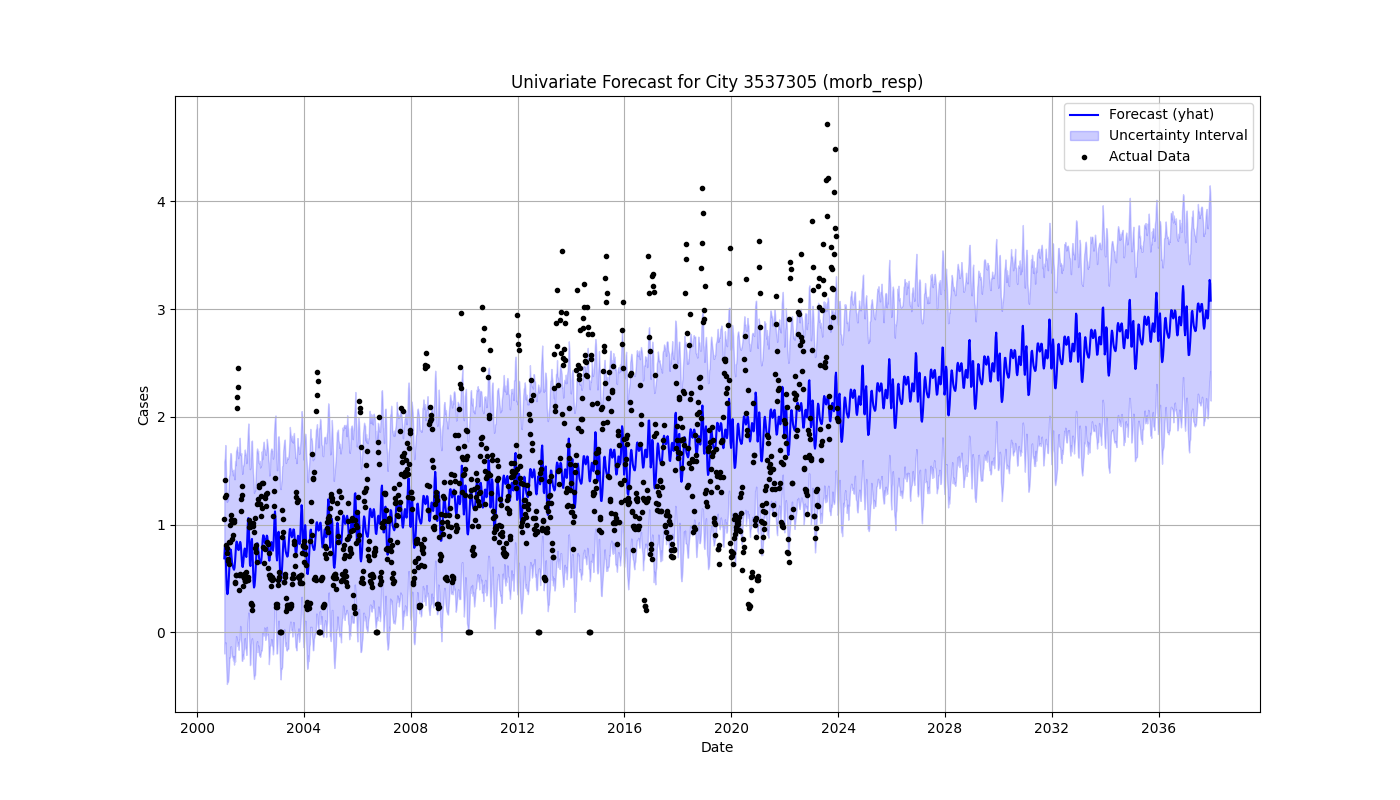 Univariate Forecast for City 3537305 (morb_resp)
Forecast (yhat)
Uncertainty Interval
Actual Data
Cases
4
3
2
1
0
2000 2004 2008 2012 2016 2020 2024 2028 2032 2036
Date